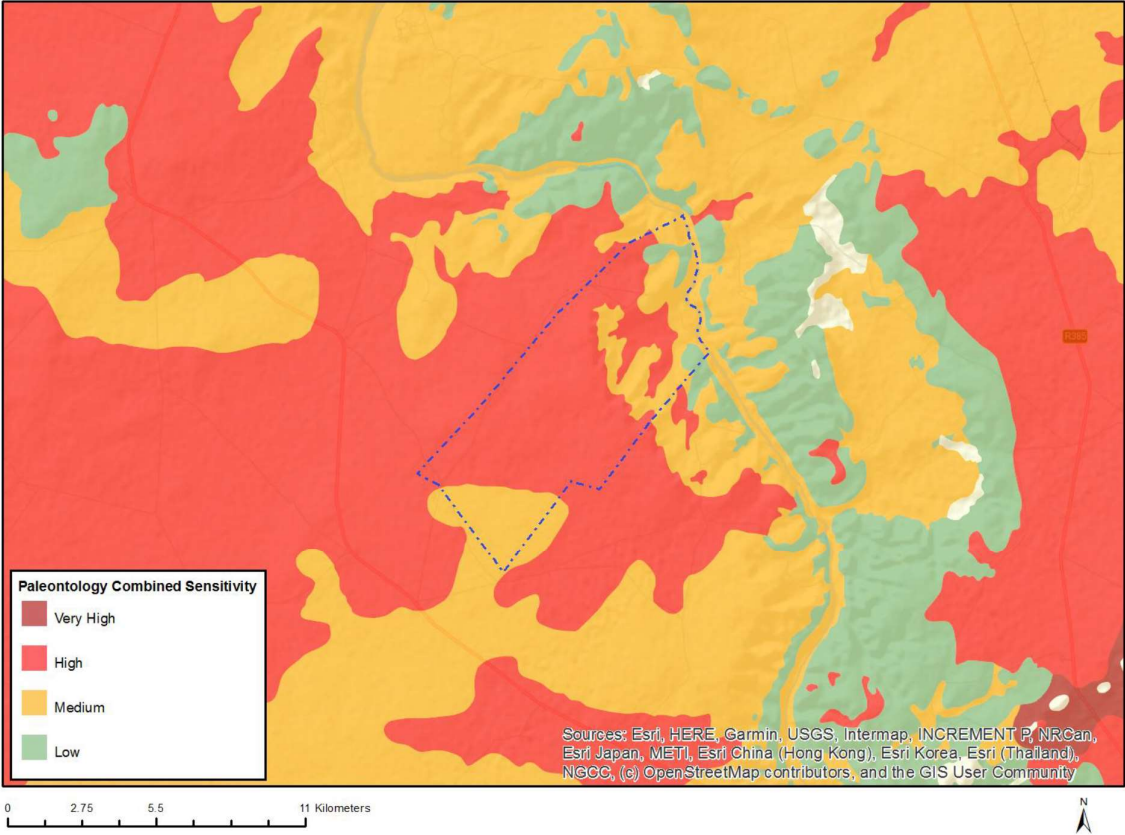 Paleontology Combined Sensitivity
Very High
High
Medium
Low
Sources: Esri, HERE, Garmin, USGS, Intermap, INCREMENT P, NRCan,
Esri Japan, METI, Esri China (Hong Kong), Esri Korea, Esri (Thailand),
NGCC, (c) OpenStreetMap contributors, and the GIS User Community
0 2.75 5.5 11 Kilometers
N